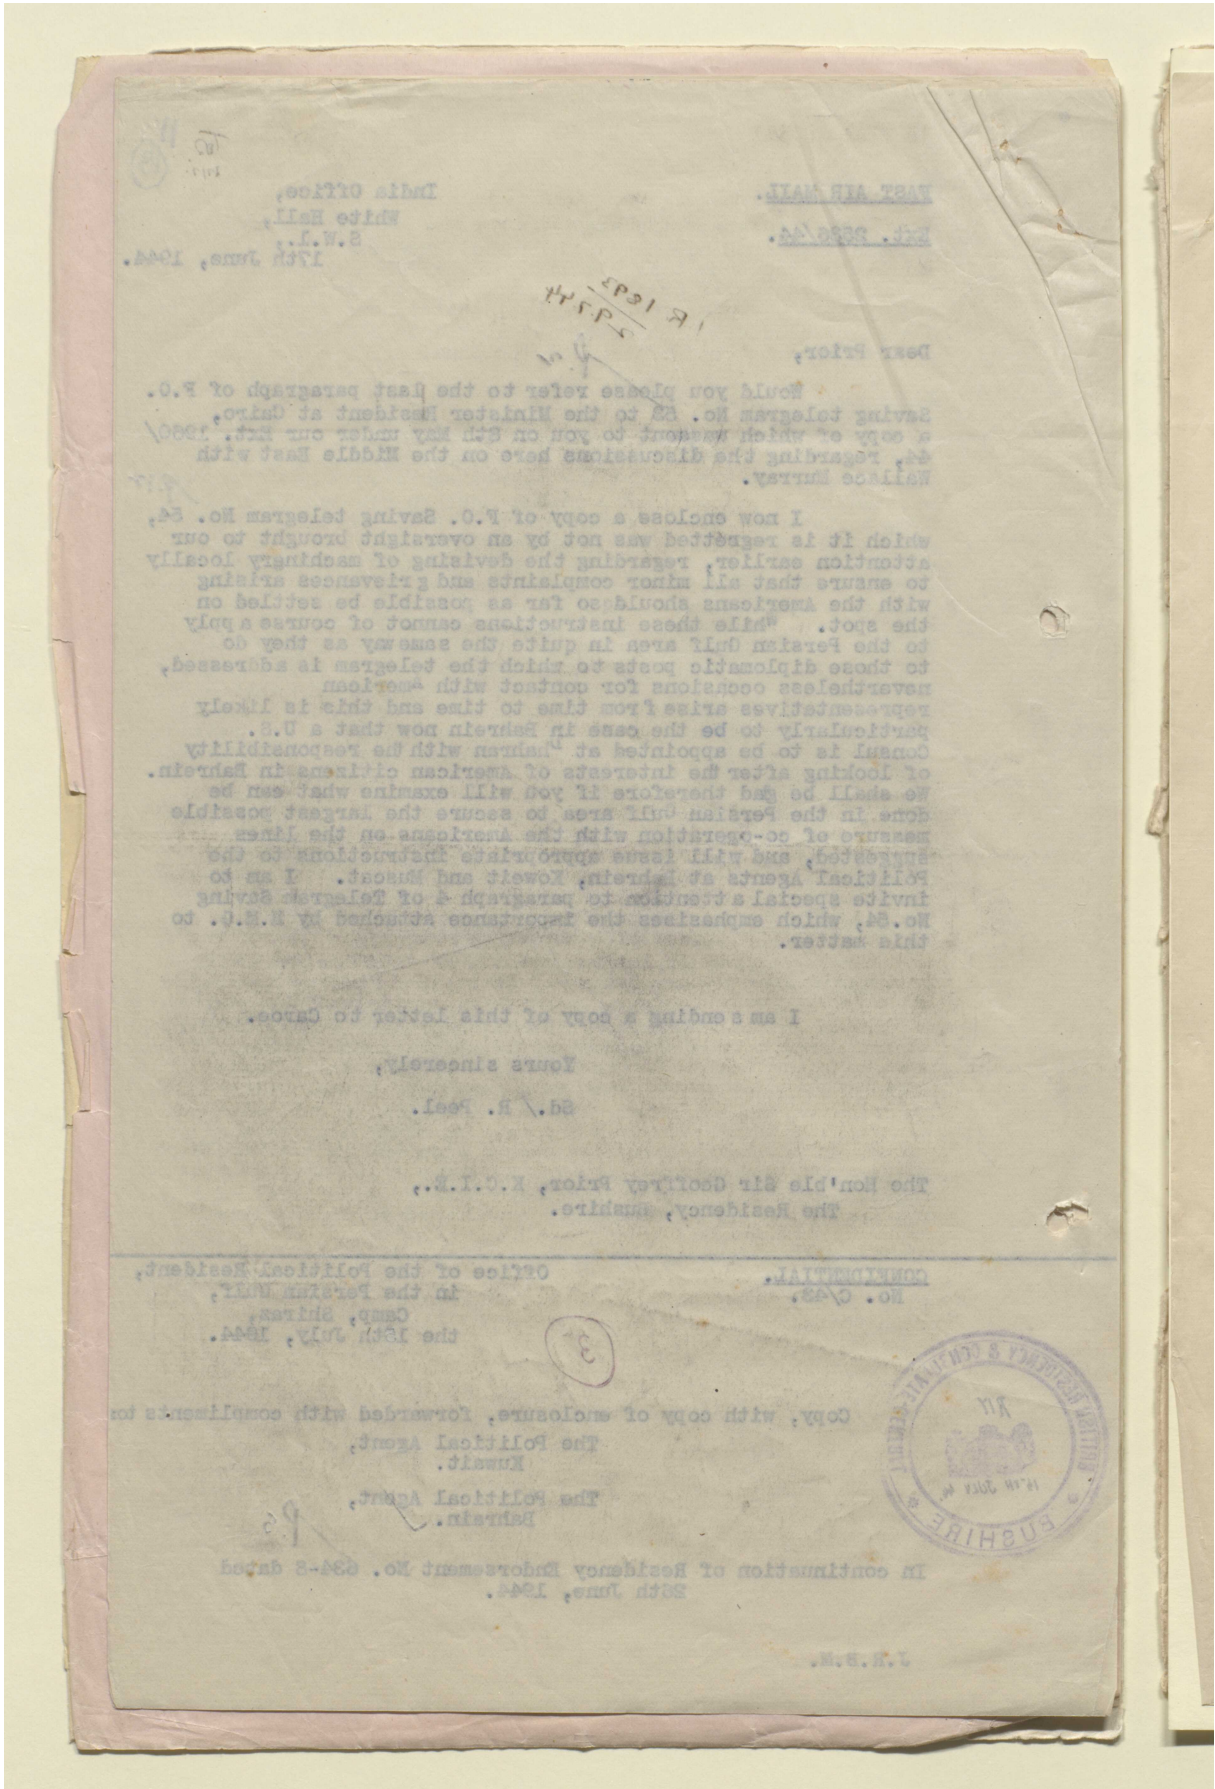 FAST AIR MAIL.
Ext. 2536/44.
India Office,
White Hall,
S.W.1.,
17th June, 1944.
Dear Prior,
Would you please refer to the last paragraph of F.O.
Saving telegram No. 53 to the Minister Resident at Cairo,
a copy of which was sent to you on 8th May under our Ext. 1960/
44, regarding the discussions here on the Middle East with
Wallace Murray.
I now enclose a copy of F.O. Saving telegram No. 54,
which it is regretted was not by an oversight brought to our
attention earlier, regarding the devising of machinery locally
to ensure that all minor complaints and grievances arising
with the Americans should so far as possible be settled on
the spot. While these instructions cannot of course apply
to the Persian Gulf area in quite the same way as they do
to those diplomatic posts to which the telegram is addressed,
nevertheless occasions for contact with American
representatives arise from time to time and this is likely
particularly to be the case in Bahrein now that a U.S.
Consul is to be appointed at Dhahran with the responsibility
of looking after the interests of American citizens in Bahrein.
We shall be gad therefore if you will examine what can be
done in the Persian Gulf area to secure the largest possible
measure of co-operation with the Americans on the lines
suggested, and will issue appropriate instructions to the
Political Agents at Bahrein, Koweit and Muscat. I am to
invite special attention to paragraph 4 of Telegram Saving
No.54, which emphasises the importance attached by H.M.G. to
this matter.
I am sending a copy of this letter to Caroe.
Yours sincerely,
Sd./ R. Peel.
The Hon'ble Sir Geoffrey Prior, K.C.I.E.,
The Residency, Bushire.
CONFIDENTIAL.
No. C/43.
Office of the Political Resident,
in the Persian Gulf,
Camp, Shiraz,
the 18th July, 1944.
3
Copy, with copy of enclosure, forwarded with compliments to:
The Political Agent,
Kuwait.
The Political Agent,
Bahrain.
BRITISH RESIDENCY & CONSULATE-GENERAL
BUSHIRE
In continuation of Residency Endorsement No. 634-S dated
26th June, 1944.
J.R.B.N.